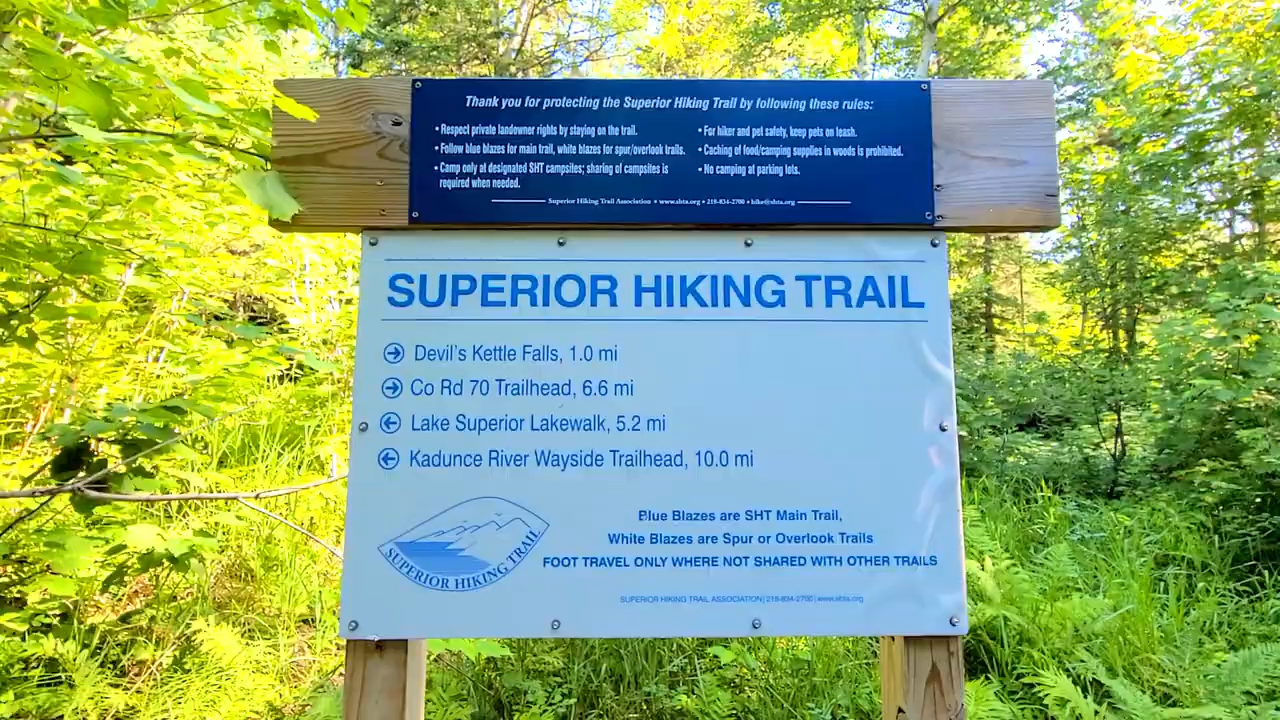 Thank you for protecting the Superior Hiking Trail by following these rules:
• Respect private landowner rights by staying on the trail.
• Follow blue blazes for main trail, white blazes for spur/overlook trails.
• Camp only at designated SHT campsites; sharing of campsites is
required when needed.
• For hiker and pet safety, keep pets on leash.
• Caching of food/camping supplies in woods is prohibited.
• No camping at parking lots.
Superior Hiking Trail Association • www.shta.org • 218-834-2700 • hike@shta.org
SUPERIOR HIKING TRAIL
Devil's Kettle Falls, 1.0 mi
Co Rd 70 Trailhead, 6.6 mi
Lake Superior Lakewalk, 5.2 mi
Kadunce River Wayside Trailhead, 10.0 mi
SUPERIOR HIKING TRAIL
Blue Blazes are SHT Main Trail,
White Blazes are Spur or Overlook Trails
FOOT TRAVEL ONLY WHERE NOT SHARED WITH OTHER TRAILS
SUPERIOR HIKING TRAIL ASSOCIATION | 218-834-2700 | www.shta.org